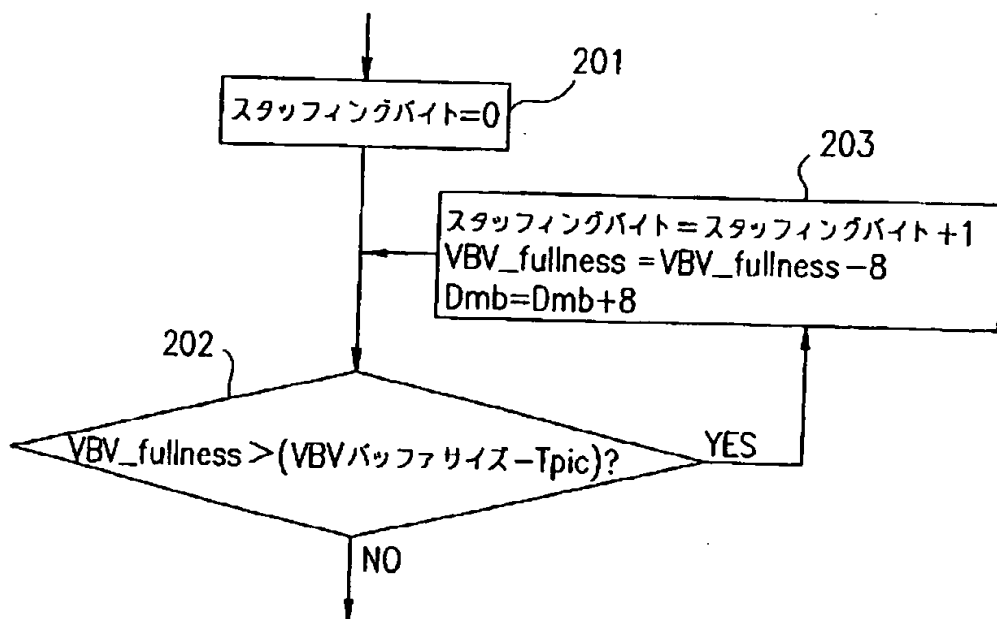 201
スタッフィングバイト=0
203
スタッフィングバイト=スタッフィングバイト+1
VBV_fullness=VBV_fullness-8
Dmb=Dmb+8
202
VBV_fullness>(VBVバッファサイズ-Tpic)?
YES
NO